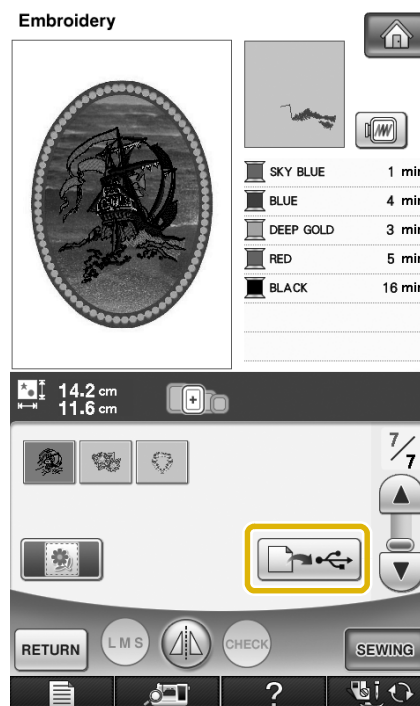 Embroidery
SKY BLUE 1 min
BLUE 4 min
DEEP GOLD 3 min
RED 5 min
BLACK 16 min
14.2 cm
11.6 cm
7/7
RETURN
L M S
CHECK
SEWING
?